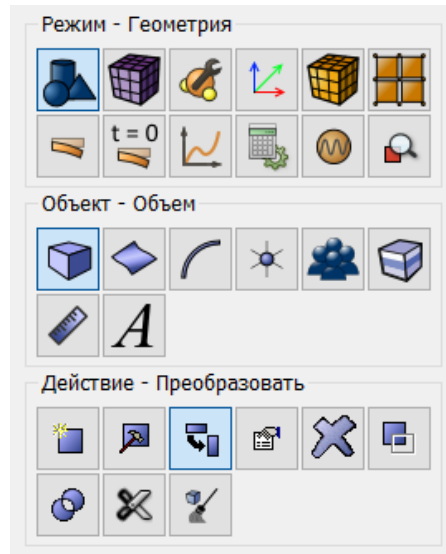 Режим - Геометрия
t = 0
Объект - Объем
A
Действие - Преобразовать